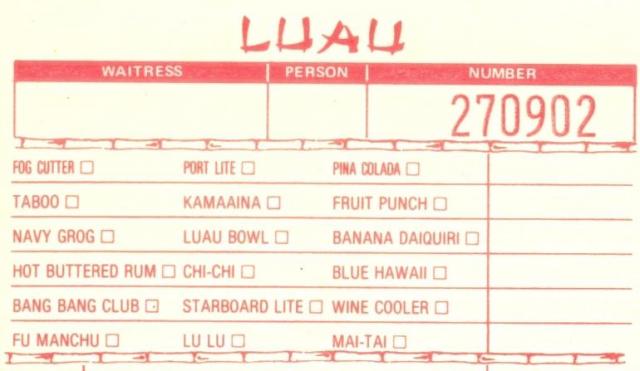 LUAU
WAITRESS PERSON NUMBER
270902
FOG CUTTER □ PORT LITE □ PINA COLADA □
TABOO □ KAMAAINA □ FRUIT PUNCH □
NAVY GROG □ LUAU BOWL □ BANANA DAIQUIRI □
HOT BUTTERED RUM □ CHI-CHI □ BLUE HAWAII □
BANG BANG CLUB □ STARBOARD LITE □ WINE COOLER □
FU MANCHU □ LU LU □ MAI-TAI □